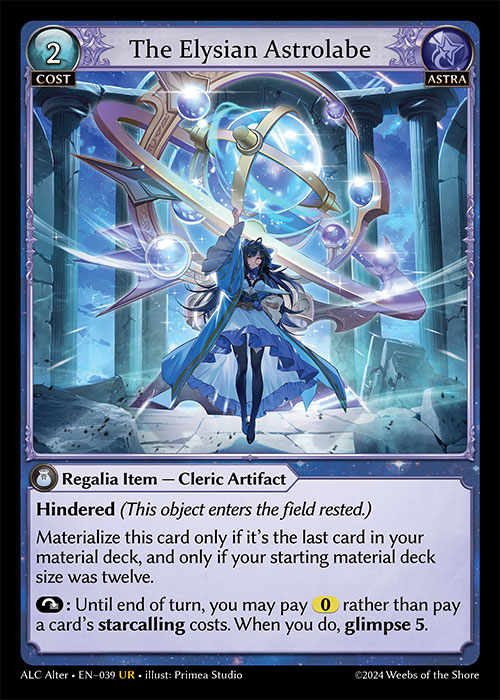 2
The Elysian Astrolabe
COST
ASTRA
Regalia Item — Cleric Artifact
Hindered (This object enters the field rested.)
Materialize this card only if it's the last card in your
material deck, and only if your starting material deck
size was twelve.
: Until end of turn, you may pay 0 rather than pay
a card's starcalling costs. When you do, glimpse 5.
ALC Alter • EN-039 UR • illust: Primea Studio
©2024 Weebs of the Shore